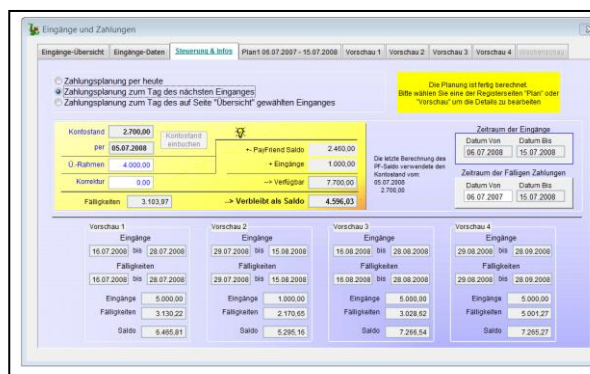 Eingänge und Zahlungen
Eingänge-Übersicht Eingänge-Daten Steuerung & Infos Plan1 06.07.2007 - 15.07.2008 Vorschau 1 Vorschau 2 Vorschau 3 Vorschau 4
Zahlungsplanung per heute
Zahlungsplanung zum Tag des nächsten Einganges
Zahlungsplanung zum Tag des auf Seite "Übersicht" gewählten Einganges
Die Planung ist fertig berechnet.
Bitte wählen Sie eine der Registerseiten "Plan" oder
"Vorschau" um die Details zu bearbeiten
Kontostand 2.700,00
per 05.07.2008
Kontostand
einbuchen
Ü.-Rahmen 4.000,00
Korrektur 0,00
Fälligkeiten 3.103,97
+- PayFriend Saldo 2.460,00
+ Eingänge 1.000,00
--> Verfügbar 7.700,00
--> Verbleibt als Saldo 4.596,03
Die letzte Berechnung des
PF-Saldo verwendete den
Kontostand vom:
05.07.2008
2.700,00
Zeitraum der Eingänge
Datum Von Datum Bis
06.07.2008 15.07.2008
Zeitraum der Fälligen Zahlungen
Datum Von Datum Bis
06.07.2007 15.07.2008
Vorschau 1 Vorschau 2 Vorschau 3 Vorschau 4
Eingänge Eingänge Eingänge Eingänge
16.07.2008 bis 28.07.2008 29.07.2008 bis 15.08.2008 16.08.2008 bis 28.08.2008 29.08.2008 bis 28.09.2008
Fälligkeiten Fälligkeiten Fälligkeiten Fälligkeiten
16.07.2008 bis 28.07.2008 29.07.2008 bis 15.08.2008 16.08.2008 bis 28.08.2008 29.08.2008 bis 28.09.2008
Eingänge 5.000,00 Eingänge 1.000,00 Eingänge 5.000,00 Eingänge 5.000,00
Fälligkeiten 3.130,22 Fälligkeiten 2.170,65 Fälligkeiten 3.028,62 Fälligkeiten 5.001,27
Saldo 6.465,81 Saldo 5.295,16 Saldo 7.266,54 Saldo 7.265,27